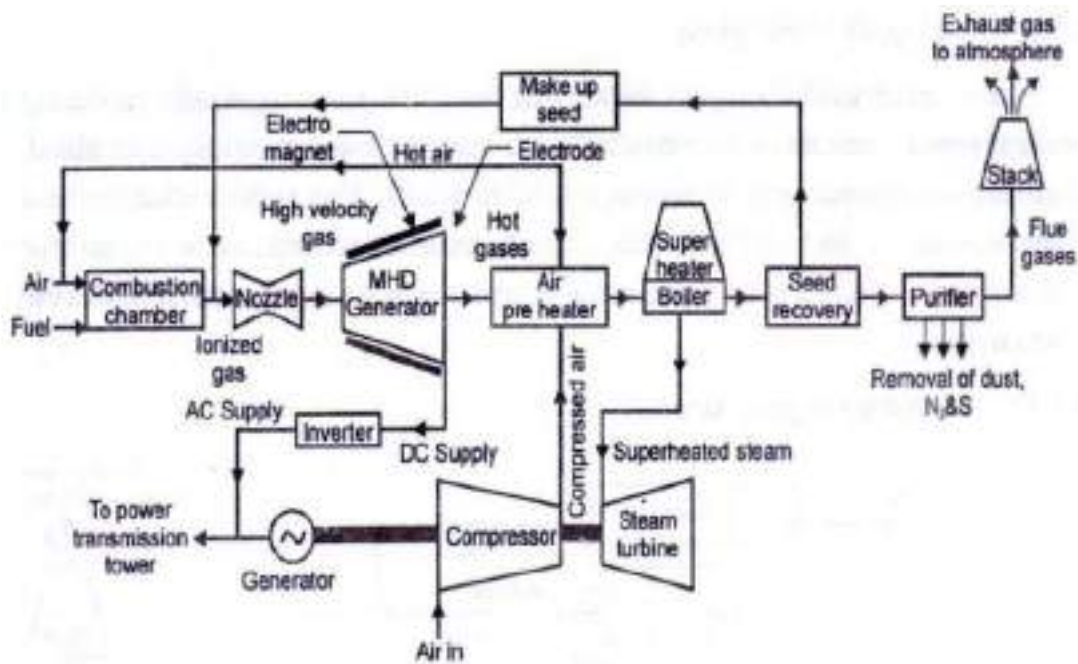 Exhaust gas
to atmosphere
Make up
seed
Electro
magnet
Hot air
Electrode
Stack
High velocity
gas
Hot
gases
Super
heater
Flue
gases
Air
Fuel
Combustion
chamber
Nozzle
MHD
Generator
Air
pre heater
Boiler
Seed
recovery
Purifier
Ionized
gas
Removal of dust,
AC Supply
Inverter
DC Supply
Compressed air
Superheated steam
To power
transmission
tower
Generator
Compressor
Steam
turbine
Air in